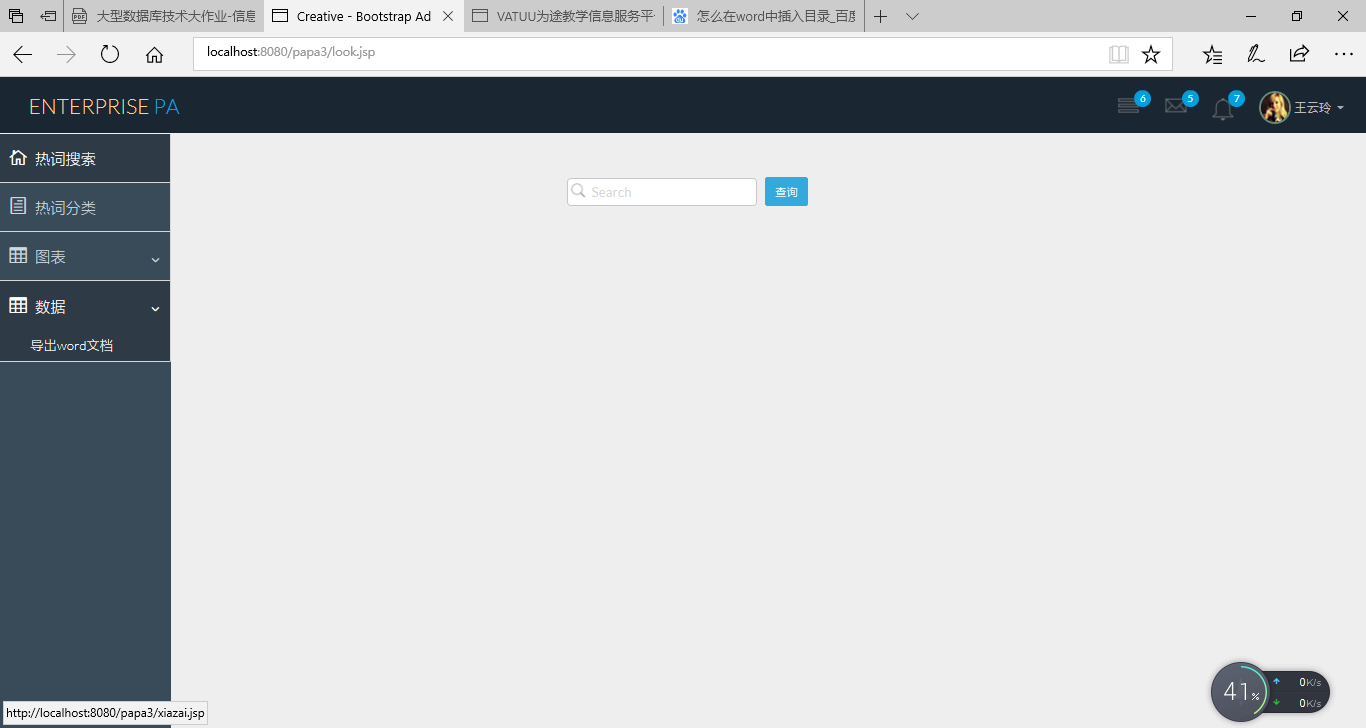 大型数据库技术大作业-信息
Creative - Bootstrap Ad
VATUU为途教学信息服务平
怎么在word中插入目录_百度
localhost:8080/papa3/look.jsp
ENTERPRISE PA
6
5
7
王云玲
热词搜索
热词分类
图表
数据
导出word文档
Search
查询
41%
0K/s
0K/s
http://localhost:8080/papa3/xiazai.jsp